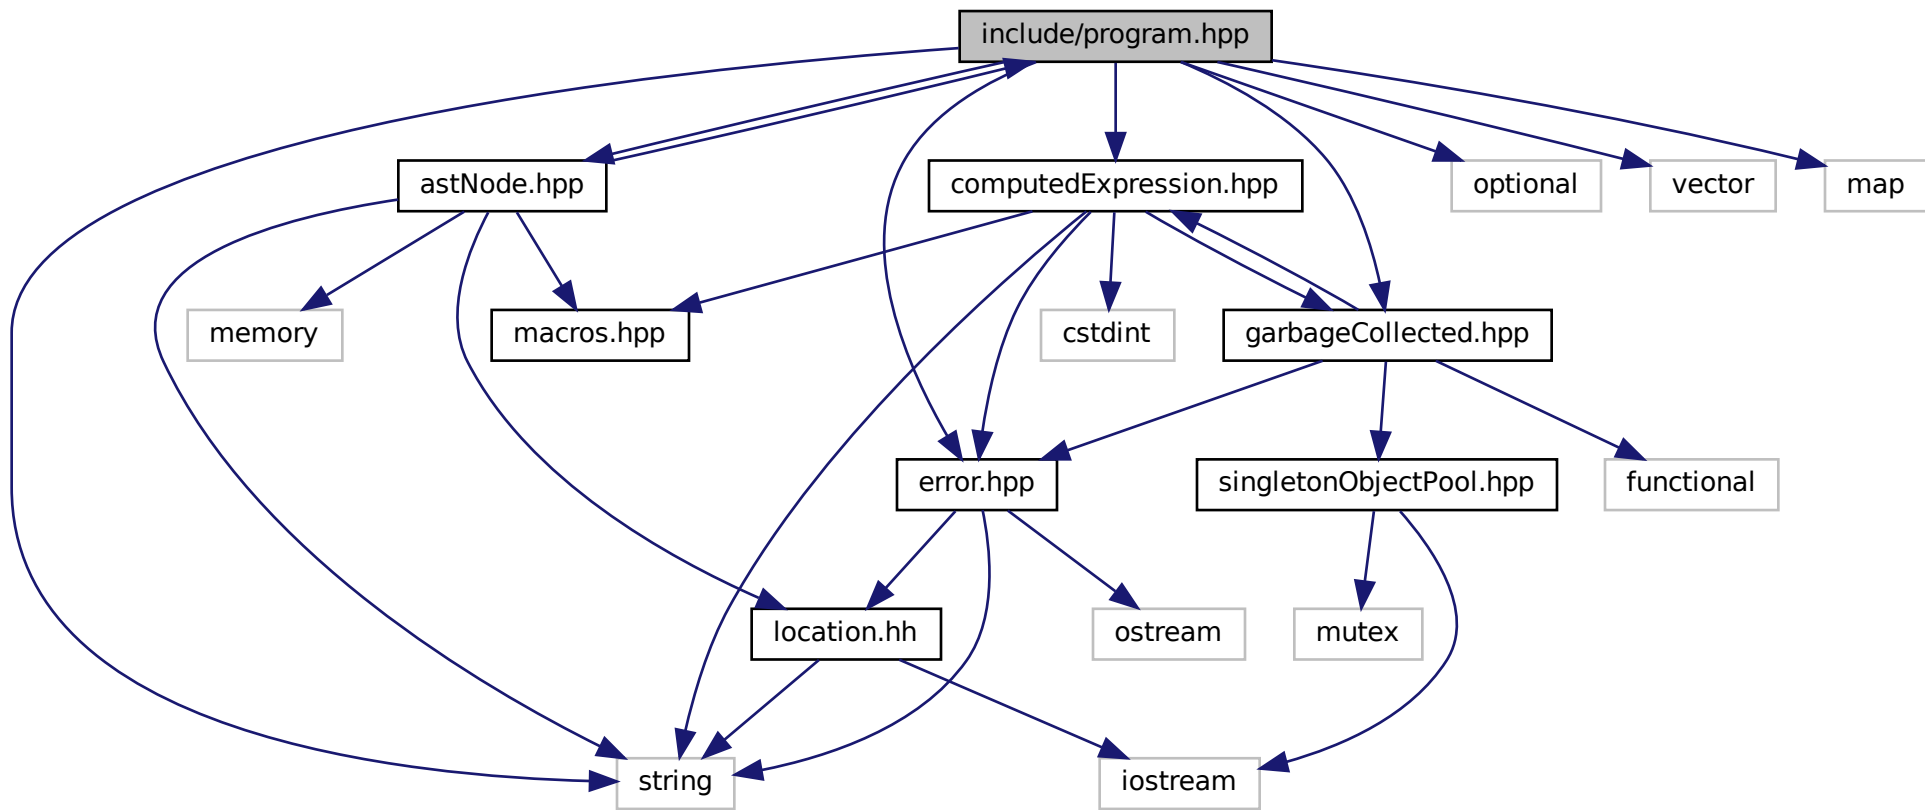 include/program.hpp
astNode.hpp
computedExpression.hpp
optional
vector
map
memory
macros.hpp
cstdint
garbageCollected.hpp
error.hpp
singletonObjectPool.hpp
functional
location.hh
ostream
mutex
string
iostream